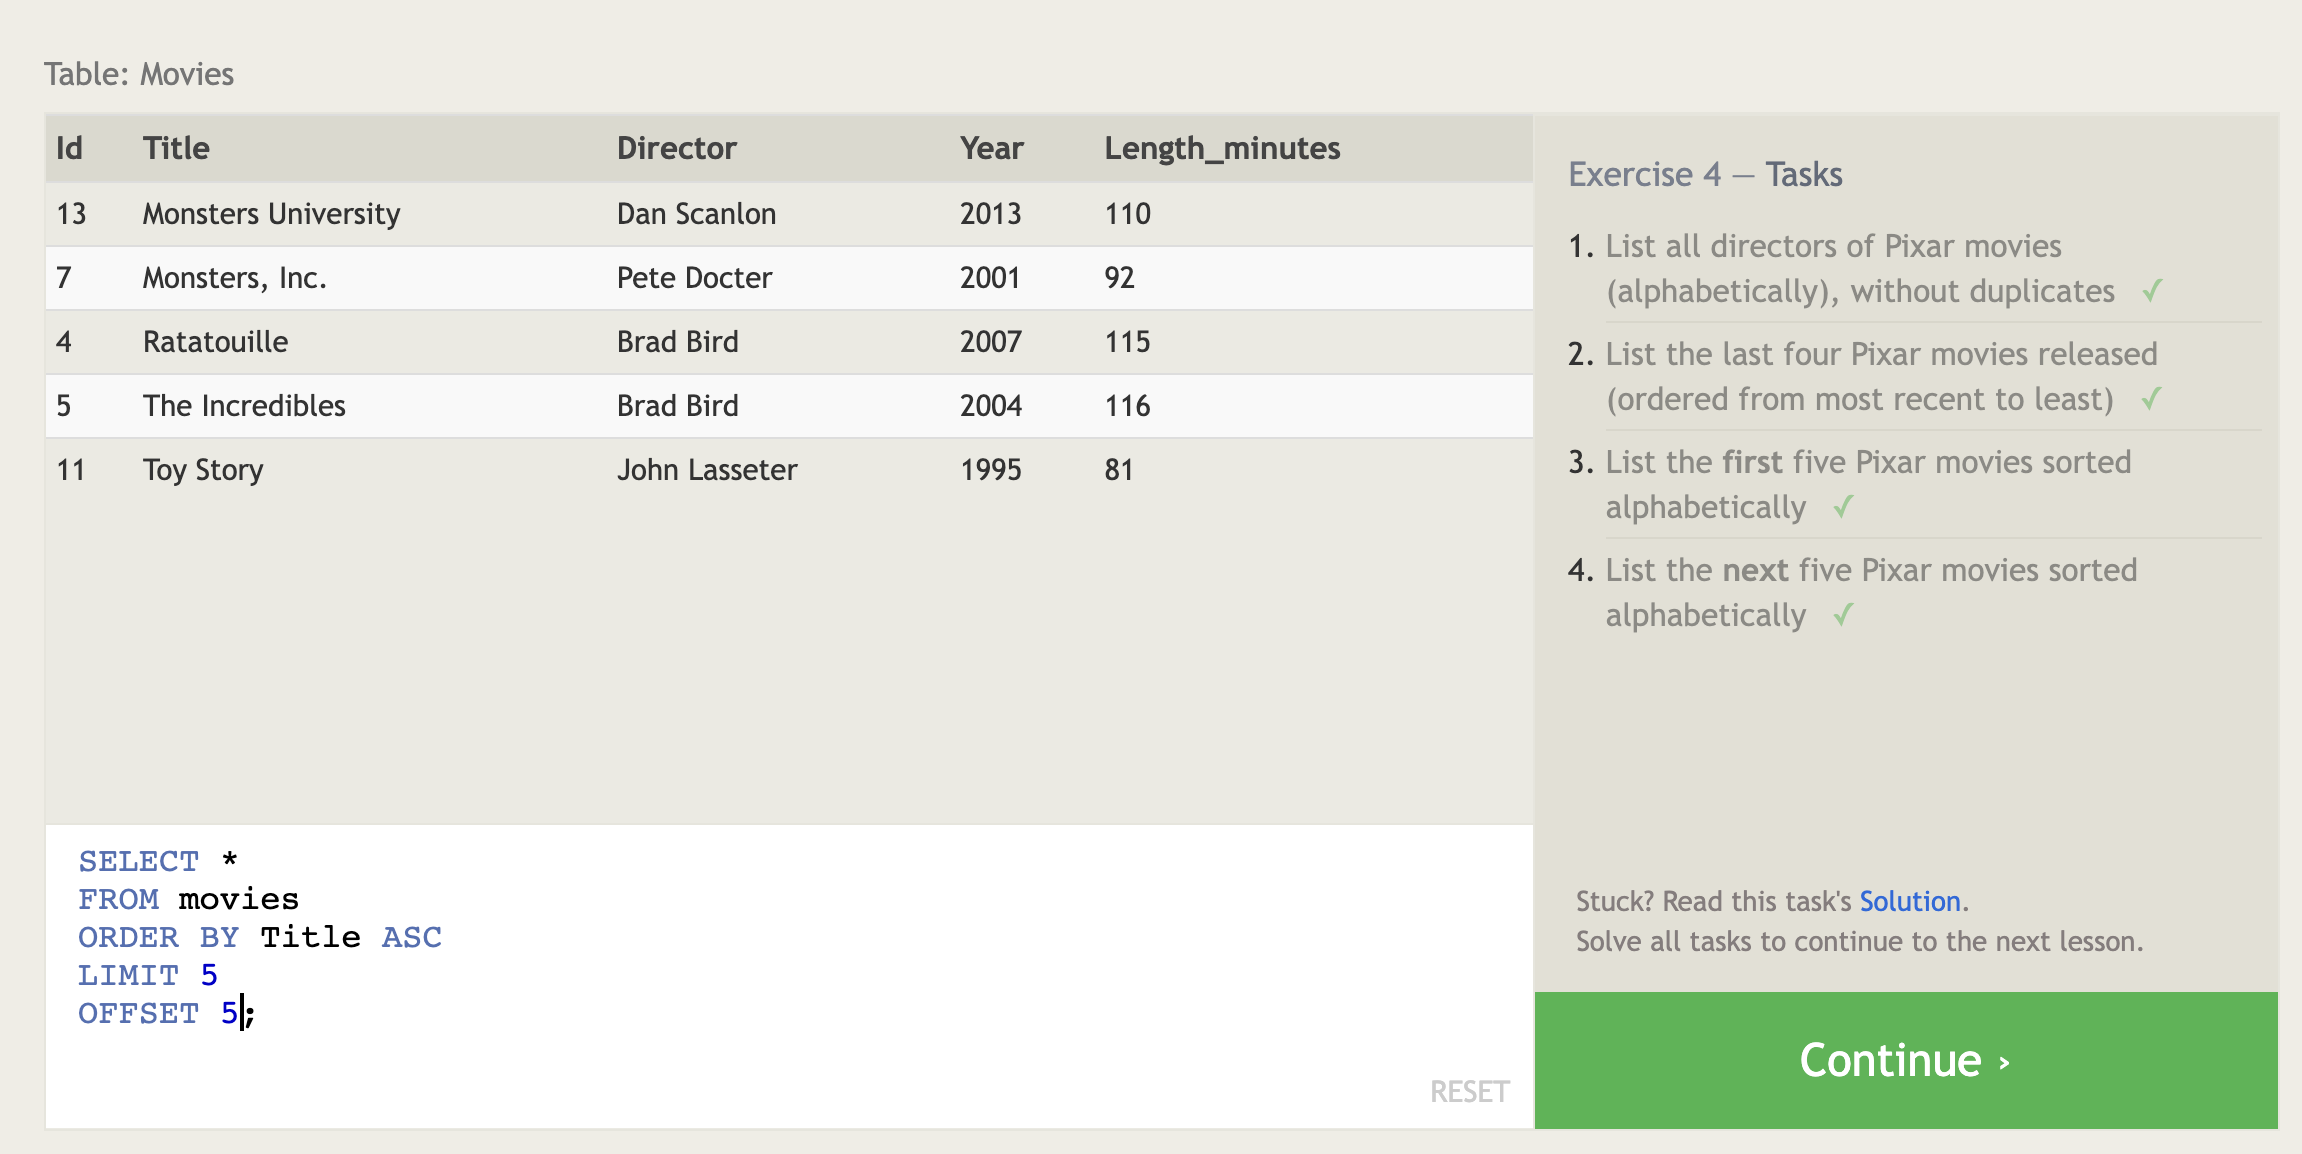 Table: Movies
Id Title Director Year Length_minutes
13 Monsters University Dan Scanlon 2013 110
7 Monsters, Inc. Pete Docter 2001 92
4 Ratatouille Brad Bird 2007 115
5 The Incredibles Brad Bird 2004 116
11 Toy Story John Lasseter 1995 81
SELECT *
FROM movies
ORDER BY Title ASC
LIMIT 5
OFFSET 5;
RESET
Exercise 4 — Tasks
1. List all directors of Pixar movies
(alphabetically), without duplicates ✓
2. List the last four Pixar movies released
(ordered from most recent to least) ✓
3. List the first five Pixar movies sorted
alphabetically ✓
4. List the next five Pixar movies sorted
alphabetically ✓
Stuck? Read this task's Solution.
Solve all tasks to continue to the next lesson.
Continue ›